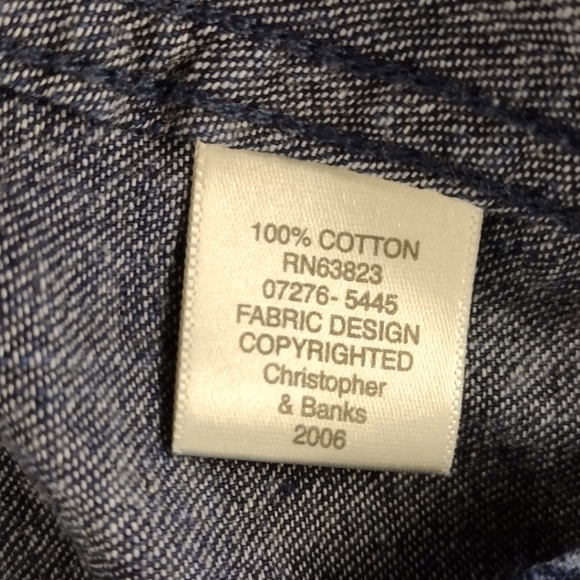 100% COTTON
RN63823
07276-5445
FABRIC DESIGN
COPYRIGHTED
Christopher
& Banks
2006